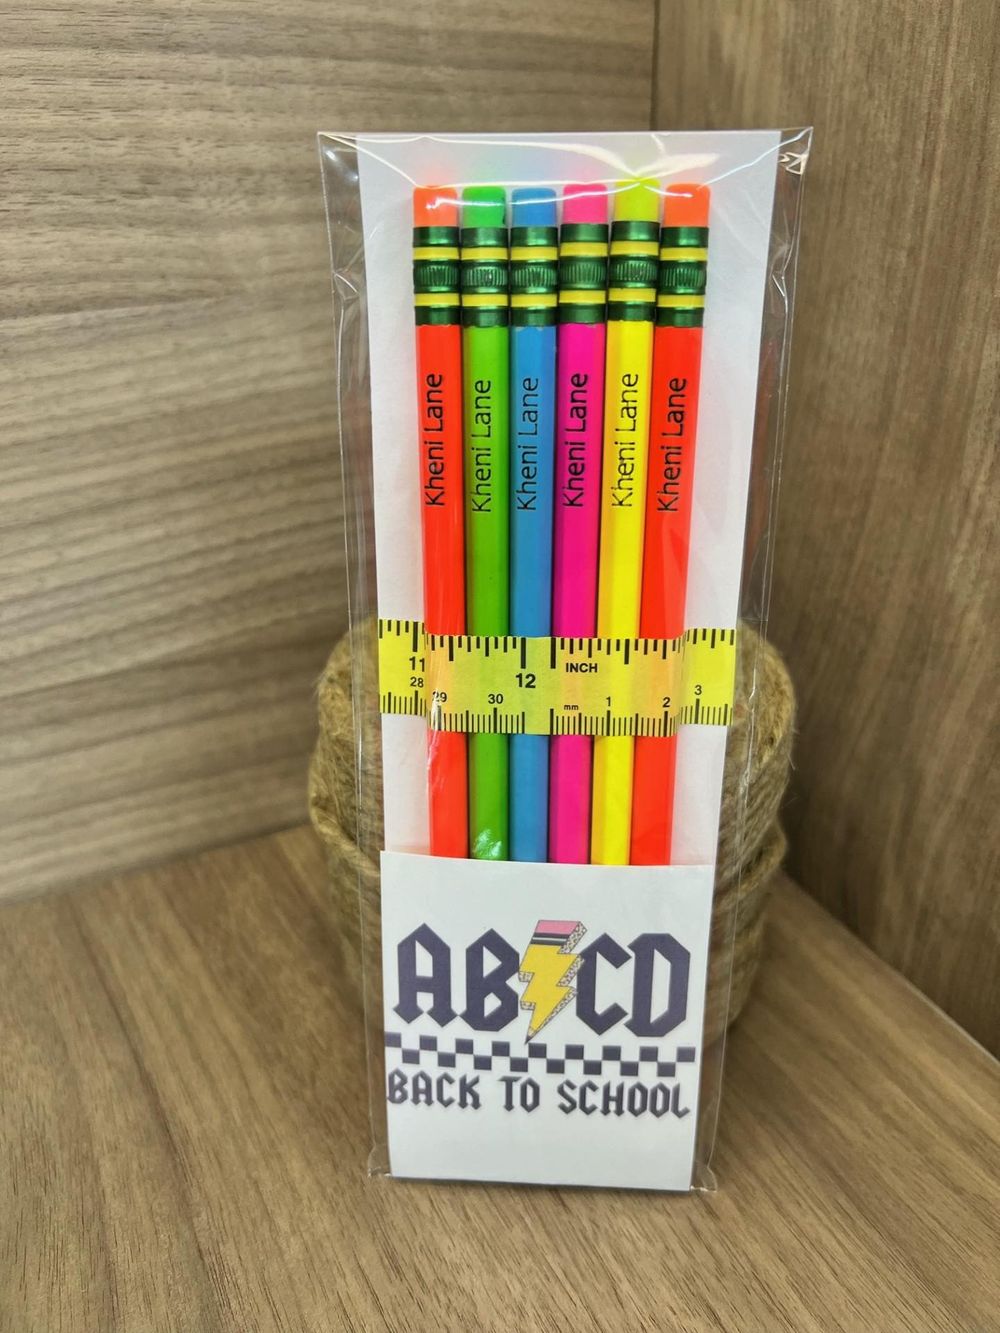 Kheni Lane
Kheni Lane
Kheni Lane
Kheni Lane
Kheni Lane
Kheni Lane
11 12 INCH
28 29 30 mm 1 2 3
ABCD
BACK TO SCHOOL